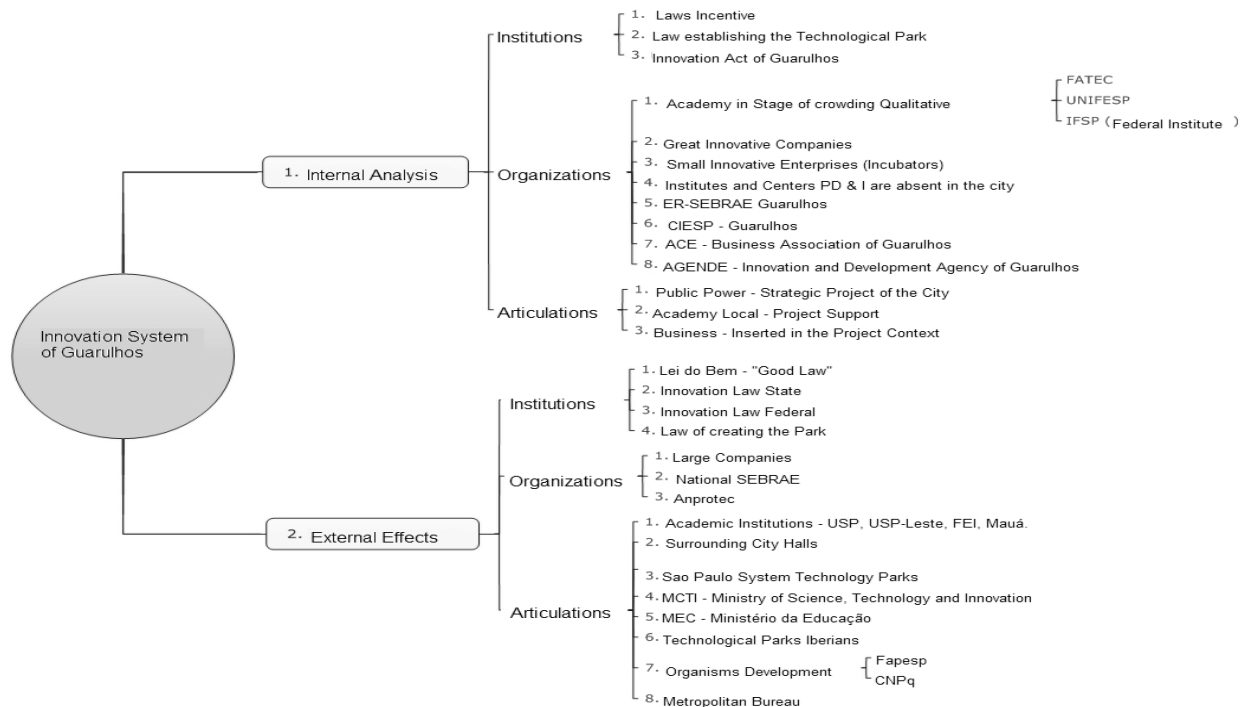 Innovation System
of Guarulhos
1. Internal Analysis
Institutions
1. Laws Incentive
2. Law establishing the Technological Park
3. Innovation Act of Guarulhos
Organizations
1. Academy in Stage of crowding Qualitative
FATEC
UNIFESP
IFSP (Federal Institute )
2. Great Innovative Companies
3. Small Innovative Enterprises (Incubators)
4. Institutes and Centers PD & I are absent in the city
5. ER-SEBRAE Guarulhos
6. CIESP - Guarulhos
7. ACE - Business Association of Guarulhos
8. AGENDE - Innovation and Development Agency of Guarulhos
Articulations
1. Public Power - Strategic Project of the City
2. Academy Local - Project Support
3. Business - Inserted in the Project Context
2. External Effects
Institutions
1. Lei do Bem - "Good Law"
2. Innovation Law State
3. Innovation Law Federal
4. Law of creating the Park
Organizations
1. Large Companies
2. National SEBRAE
3. Anprotec
Articulations
1. Academic Institutions - USP, USP-Leste, FEI, Mauá.
2. Surrounding City Halls
3. Sao Paulo System Technology Parks
4. MCTI - Ministry of Science, Technology and Innovation
5. MEC - Ministério da Educação
6. Technological Parks Iberians
7. Organisms Development
Fapesp
CNPq
8. Metropolitan Bureau